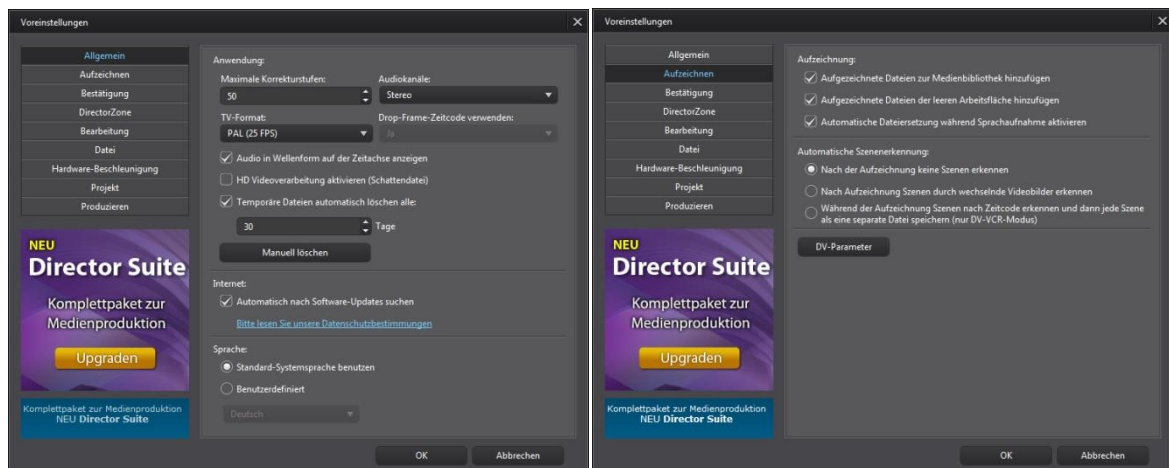 Voreinstellungen
Allgemein
Aufzeichnen
Bestätigung
DirectorZone
Bearbeitung
Datei
Hardware-Beschleunigung
Projekt
Produzieren
NEU
Director Suite
Komplettpaket zur
Medienproduktion
Upgraden
Komplettpaket zur Medienproduktion
NEU Director Suite
Anwendung:
Maximale Korrekturstufen:
Audiokanäle:
50
Stereo
TV-Format:
Drop-Frame-Zeitcode verwenden:
PAL (25 FPS)
Ja
Audio in Wellenform auf der Zeitachse anzeigen
HD Videoverarbeitung aktivieren (Schattendatei)
Temporäre Dateien automatisch löschen alle:
30
Tage
Manuell löschen
Internet:
Automatisch nach Software-Updates suchen
Bitte lesen Sie unsere Datenschutzbestimmungen
Sprache:
Standard-Systemsprache benutzen
Benutzerdefiniert
Deutsch
OK
Abbrechen
Voreinstellungen
Allgemein
Aufzeichnen
Bestätigung
DirectorZone
Bearbeitung
Datei
Hardware-Beschleunigung
Projekt
Produzieren
NEU
Director Suite
Komplettpaket zur
Medienproduktion
Upgraden
Komplettpaket zur Medienproduktion
NEU Director Suite
Aufzeichnung:
Aufgezeichnete Dateien zur Medienbibliothek hinzufügen
Aufgezeichnete Dateien der leeren Arbeitsfläche hinzufügen
Automatische Dateiersetzung während Sprachaufnahme aktivieren
Automatische Szenenerkennung:
Nach der Aufzeichnung keine Szenen erkennen
Nach Aufzeichnung Szenen durch wechselnde Videobilder erkennen
Während der Aufzeichnung Szenen nach Zeitcode erkennen und dann jede Szene
als eine separate Datei speichern (nur DV-VCR-Modus)
DV-Parameter
OK
Abbrechen